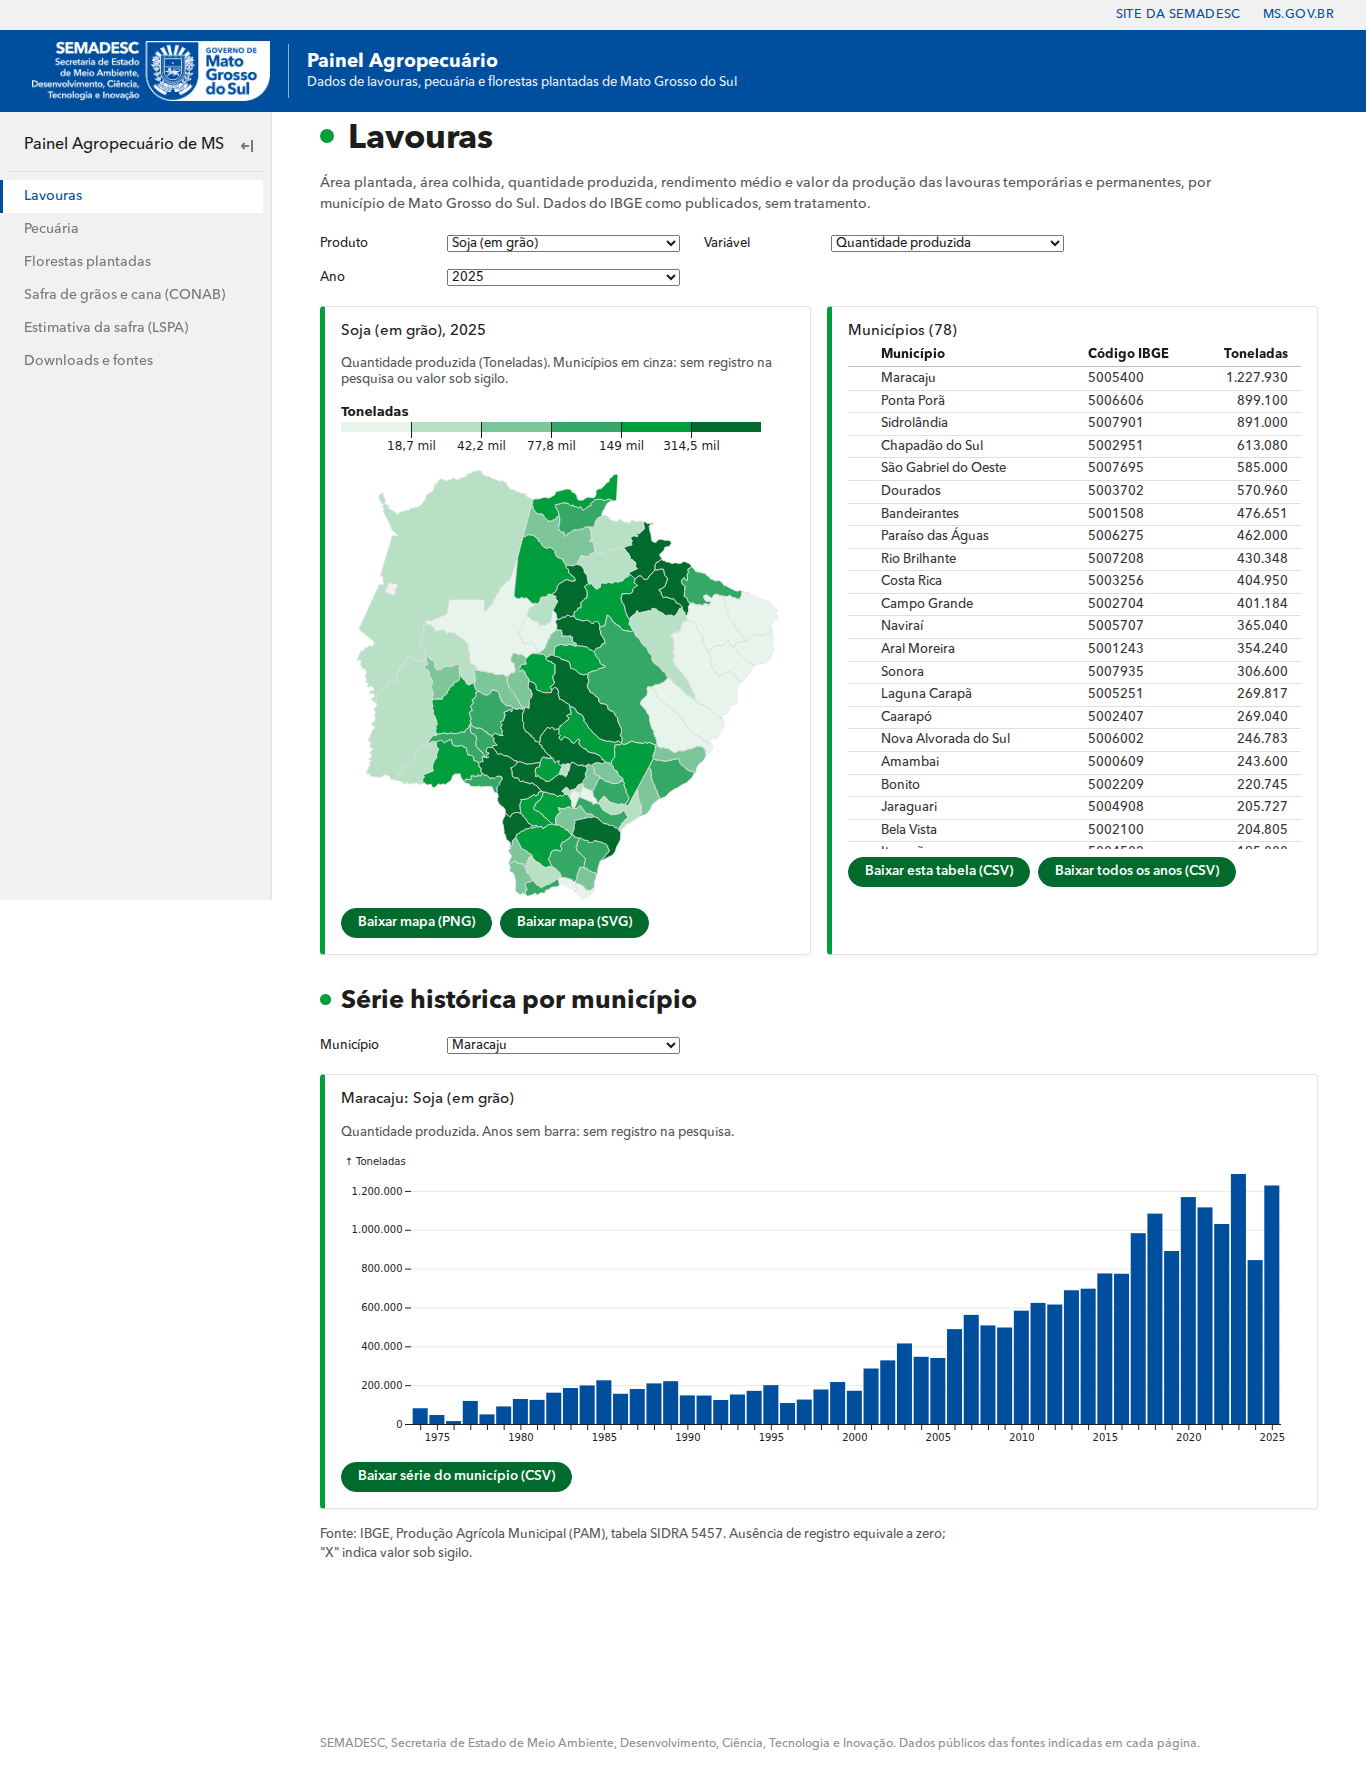 SITE DA SEMADESC MS.GOV.BR
SEMADESC
Secretaria de Estado
de Meio Ambiente,
Desenvolvimento, Ciência,
Tecnologia e Inovação
GOVERNO DE
Mato
Grosso
do Sul
Painel Agropecuário
Dados de lavouras, pecuária e florestas plantadas de Mato Grosso do Sul
Painel Agropecuário de MS
Lavouras
Pecuária
Florestas plantadas
Safra de grãos e cana (CONAB)
Estimativa da safra (LSPA)
Downloads e fontes
Lavouras
Área plantada, área colhida, quantidade produzida, rendimento médio e valor da produção das lavouras temporárias e permanentes, por
município de Mato Grosso do Sul. Dados do IBGE como publicados, sem tratamento.
Produto Soja (em grão) Variável Quantidade produzida
Ano 2025
Soja (em grão), 2025
Quantidade produzida (Toneladas). Municípios em cinza: sem registro na
pesquisa ou valor sob sigilo.
Toneladas
18,7 mil 42,2 mil 77,8 mil 149 mil 314,5 mil
Baixar mapa (PNG) Baixar mapa (SVG)
Municípios (78)
Município Código IBGE Toneladas
Maracaju 5005400 1.227.930
Ponta Porã 5006606 899.100
Sidrolândia 5007901 891.000
Chapadão do Sul 5002951 613.080
São Gabriel do Oeste 5007695 585.000
Dourados 5003702 570.960
Bandeirantes 5001508 476.651
Paraíso das Águas 5006275 462.000
Rio Brilhante 5007208 430.348
Costa Rica 5003256 404.950
Campo Grande 5002704 401.184
Naviraí 5005707 365.040
Aral Moreira 5001243 354.240
Sonora 5007935 306.600
Laguna Carapã 5005251 269.817
Caarapó 5002407 269.040
Nova Alvorada do Sul 5006002 246.783
Amambai 5000609 243.600
Bonito 5002209 220.745
Jaraguari 5004908 205.727
Bela Vista 5002100 204.805
Baixar esta tabela (CSV) Baixar todos os anos (CSV)
Série histórica por município
Município Maracaju
Maracaju: Soja (em grão)
Quantidade produzida. Anos sem barra: sem registro na pesquisa.
↑ Toneladas
1.200.000
1.000.000
800.000
600.000
400.000
200.000
0
1975 1980 1985 1990 1995 2000 2005 2010 2015 2020 2025
Baixar série do município (CSV)
Fonte: IBGE, Produção Agrícola Municipal (PAM), tabela SIDRA 5457. Ausência de registro equivale a zero;
"X" indica valor sob sigilo.
SEMADESC, Secretaria de Estado de Meio Ambiente, Desenvolvimento, Ciência, Tecnologia e Inovação. Dados públicos das fontes indicadas em cada página.